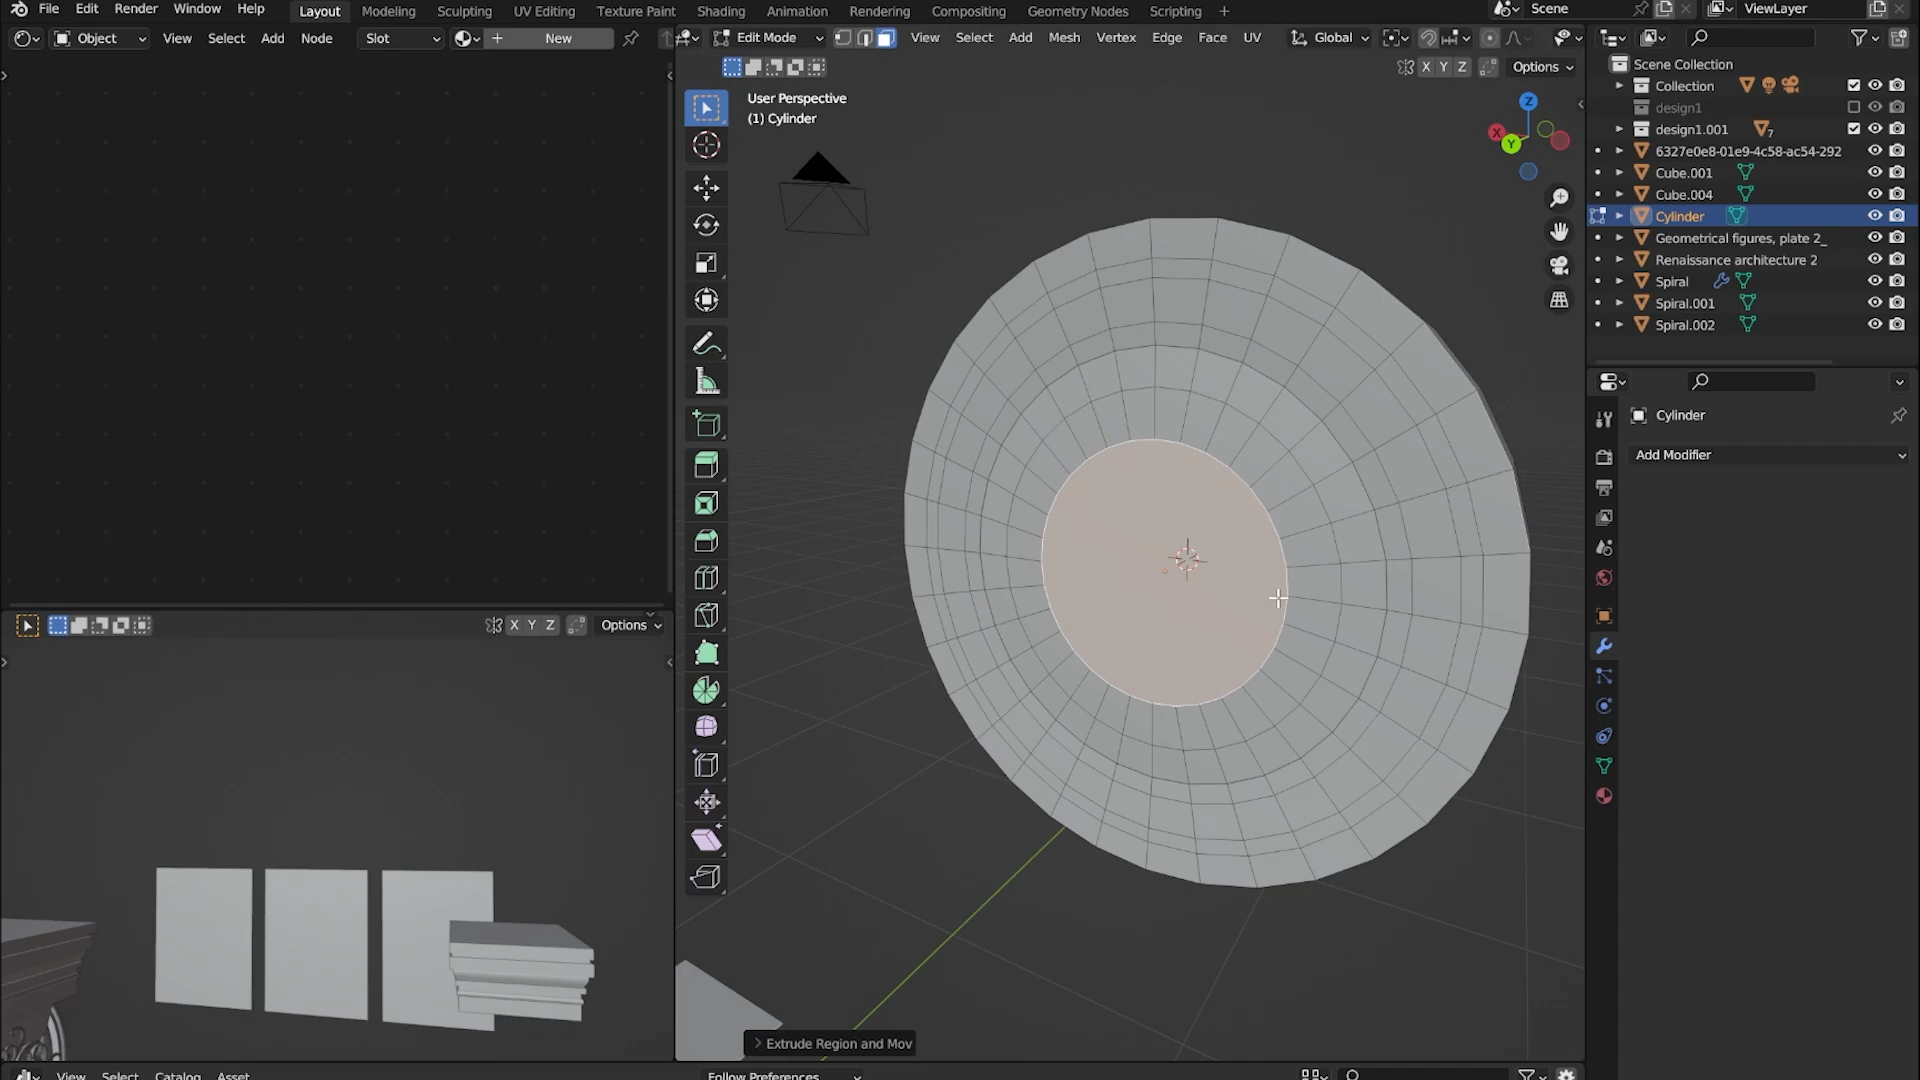 File Edit Render Window Help Layout Modeling Sculpting UV Editing Texture Paint Shading Animation Rendering Compositing Geometry Nodes Scripting + Scene ViewLayer
Object View Select Add Node Slot New Edit Mode View Select Add Mesh Vertex Edge Face UV Global
X Y Z Options
Scene Collection
Collection
design1
design1.001 7
6327e0e8-01e9-4c58-ac54-292
Cube.001
Cube.004
Cylinder
Geometrical figures, plate 2_
Renaissance architecture 2
Spiral
Spiral.001
Spiral.002
User Perspective
(1) Cylinder
Z
X
Y
Cylinder
Add Modifier
X Y Z Options
Extrude Region and Mov
View Select Catalog Asset Follow Preferences